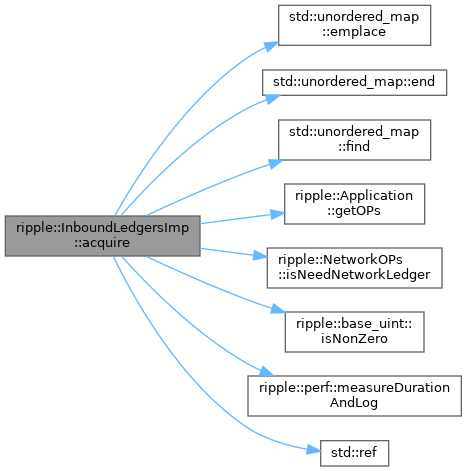 std::unordered_map
::emplace
std::unordered_map::end
std::unordered_map
::find
ripple::Application
::getOPs
ripple::InboundLedgersImp
::acquire
ripple::NetworkOPs
::isNeedNetworkLedger
ripple::base_uint::
isNonZero
ripple::perf::measureDuration
AndLog
std::ref